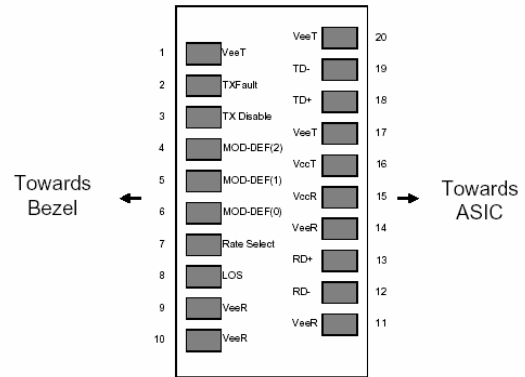 VeeT 20
1 VeeT
TD- 19
2 TXFault
TD+ 18
3 TX Disable
VeeT 17
4 MOD-DEF(2)
VccT 16
5 MOD-DEF(1)
VccR 15
6 MOD-DEF(0)
VeeR 14
7 Rate Select
RD+ 13
8 LOS
RD- 12
9 VeeR
VeeR 11
10 VeeR
Towards
Bezel
Towards
ASIC